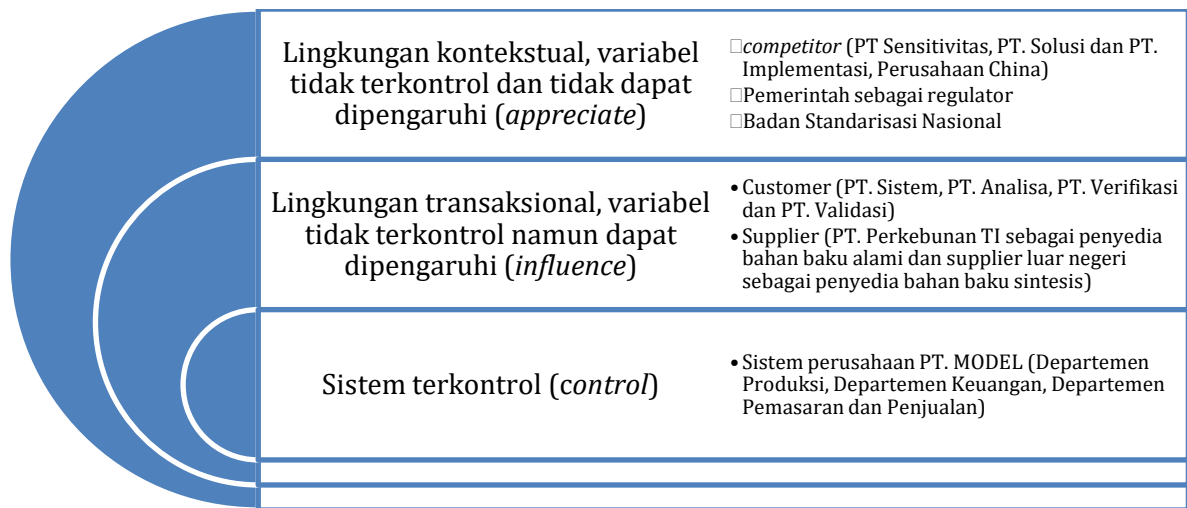 Lingkungan kontekstual, variabel
tidak terkontrol dan tidak dapat
dipengaruhi (appreciate)
□competitor (PT Sensitivitas, PT. Solusi dan PT.
Implementasi, Perusahaan China)
□Pemerintah sebagai regulator
□Badan Standarisasi Nasional
Lingkungan transaksional, variabel
tidak terkontrol namun dapat
dipengaruhi (influence)
• Customer (PT. Sistem, PT. Analisa, PT. Verifikasi
dan PT. Validasi)
• Supplier (PT. Perkebunan TI sebagai penyedia
bahan baku alami dan supplier luar negeri
sebagai penyedia bahan baku sintesis)
Sistem terkontrol (control)
• Sistem perusahaan PT. MODEL (Departemen
Produksi, Departemen Keuangan, Departemen
Pemasaran dan Penjualan)